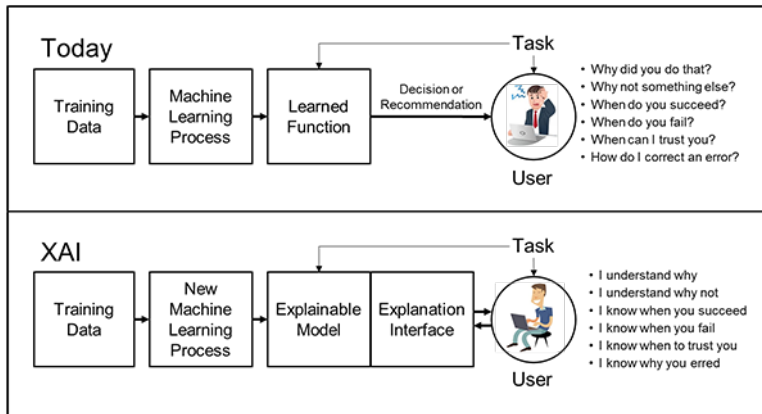 Today
Task
Training
Data
Machine
Learning
Process
Learned
Function
Decision or
Recommendation
User
• Why did you do that?
• Why not something else?
• When do you succeed?
• When do you fail?
• When can I trust you?
• How do I correct an error?
XAI
Task
Training
Data
New
Machine
Learning
Process
Explainable
Model
Explanation
Interface
User
• I understand why
• I understand why not
• I know when you succeed
• I know when you fail
• I know when to trust you
• I know why you erred